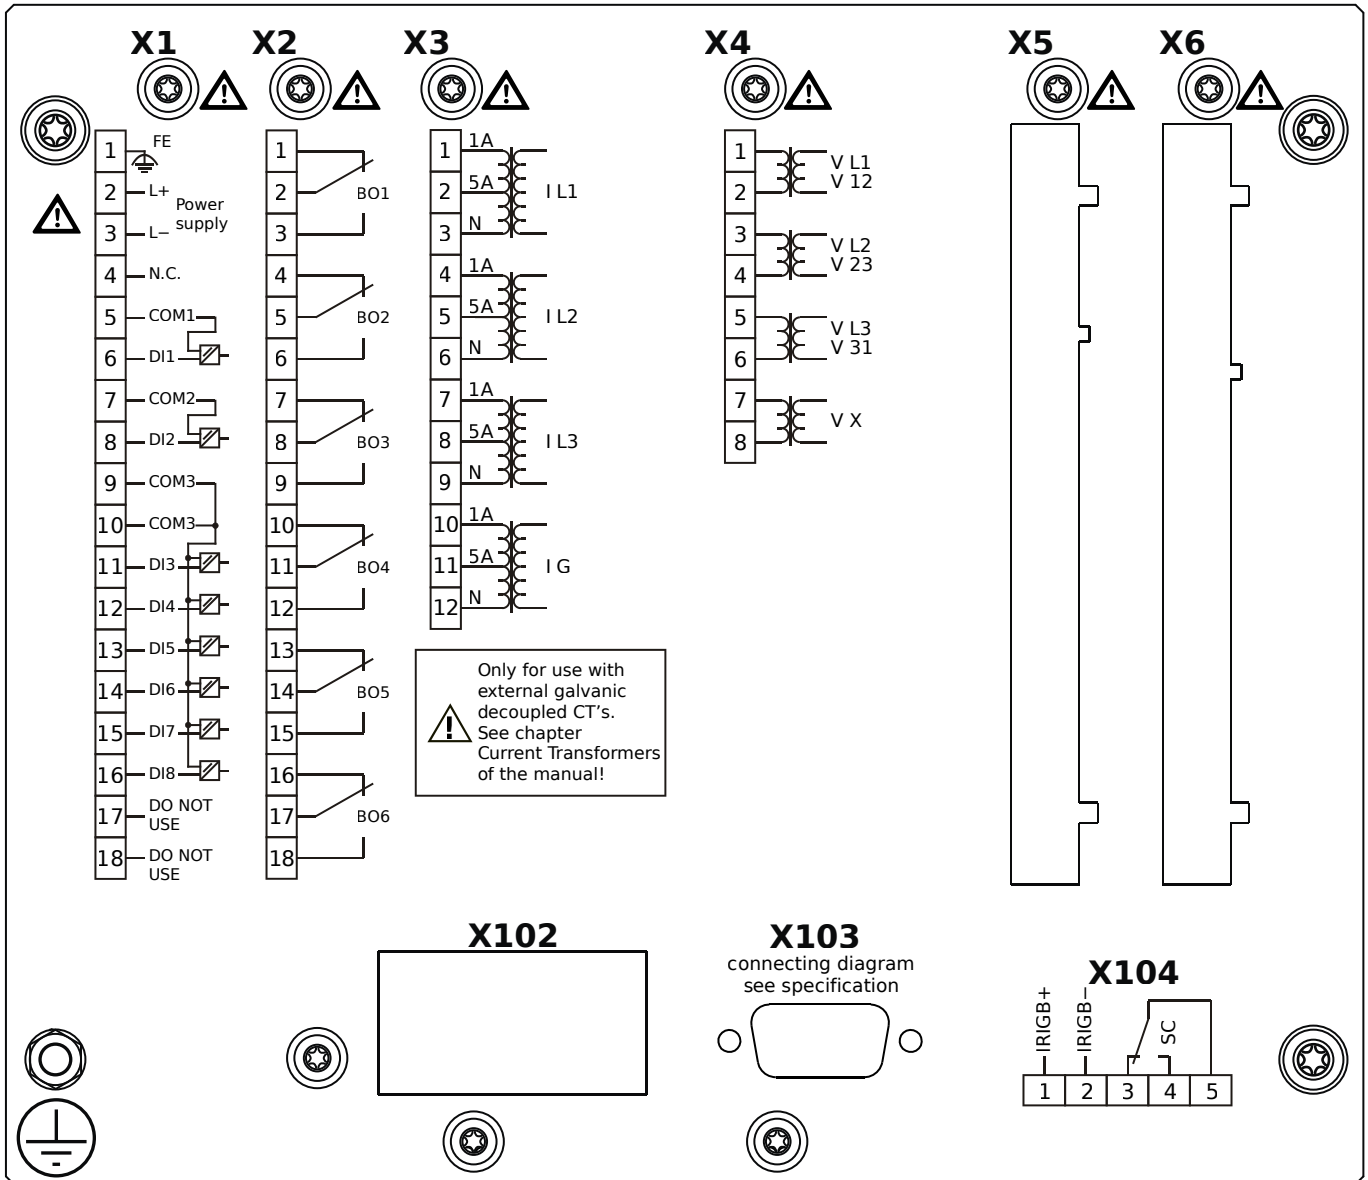 X1 X2 X3 X4 X5 X6
1 FE
2 L+
Power
supply
3 L−
4 N.C.
5 COM1
6 DI1
7 COM2
8 DI2
9 COM3
10 COM3
11 DI3
12 DI4
13 DI5
14 DI6
15 DI7
16 DI8
17 DO NOT
USE
18 DO NOT
USE
1
2 BO1
3
4
5 BO2
6
7
8 BO3
9
10
11 BO4
12
13
14 BO5
15
16
17 BO6
18
1 1A
2 5A I L1
3 N
4 1A
5 5A I L2
6 N
7 1A
8 5A I L3
9 N
10 1A
11 5A I G
12 N
Only for use with
external galvanic
decoupled CT's.
See chapter
Current Transformers
of the manual!
1 V L1
2 V 12
3 V L2
4 V 23
5 V L3
6 V 31
7 V X
8
X102
X103
connecting diagram
see specification
X104
IRIGB+ IRIGB− SC
1 2 3 4 5